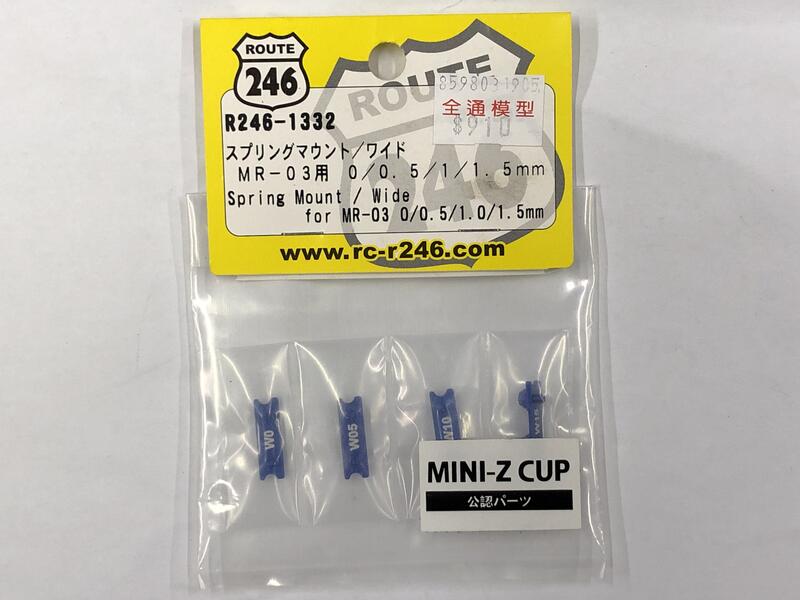 ROUTE
246
ROUTE
246
8598031905
全通模型
$910
R246-1332
スプリングマウント/ワイド
MR-03用 0/0.5/1/1.5mm
Spring Mount / Wide
for MR-03 0/0.5/1.0/1.5mm
www.rc-r246.com
W0
W05
W10
W15
MINI-Z CUP
公認パーツ